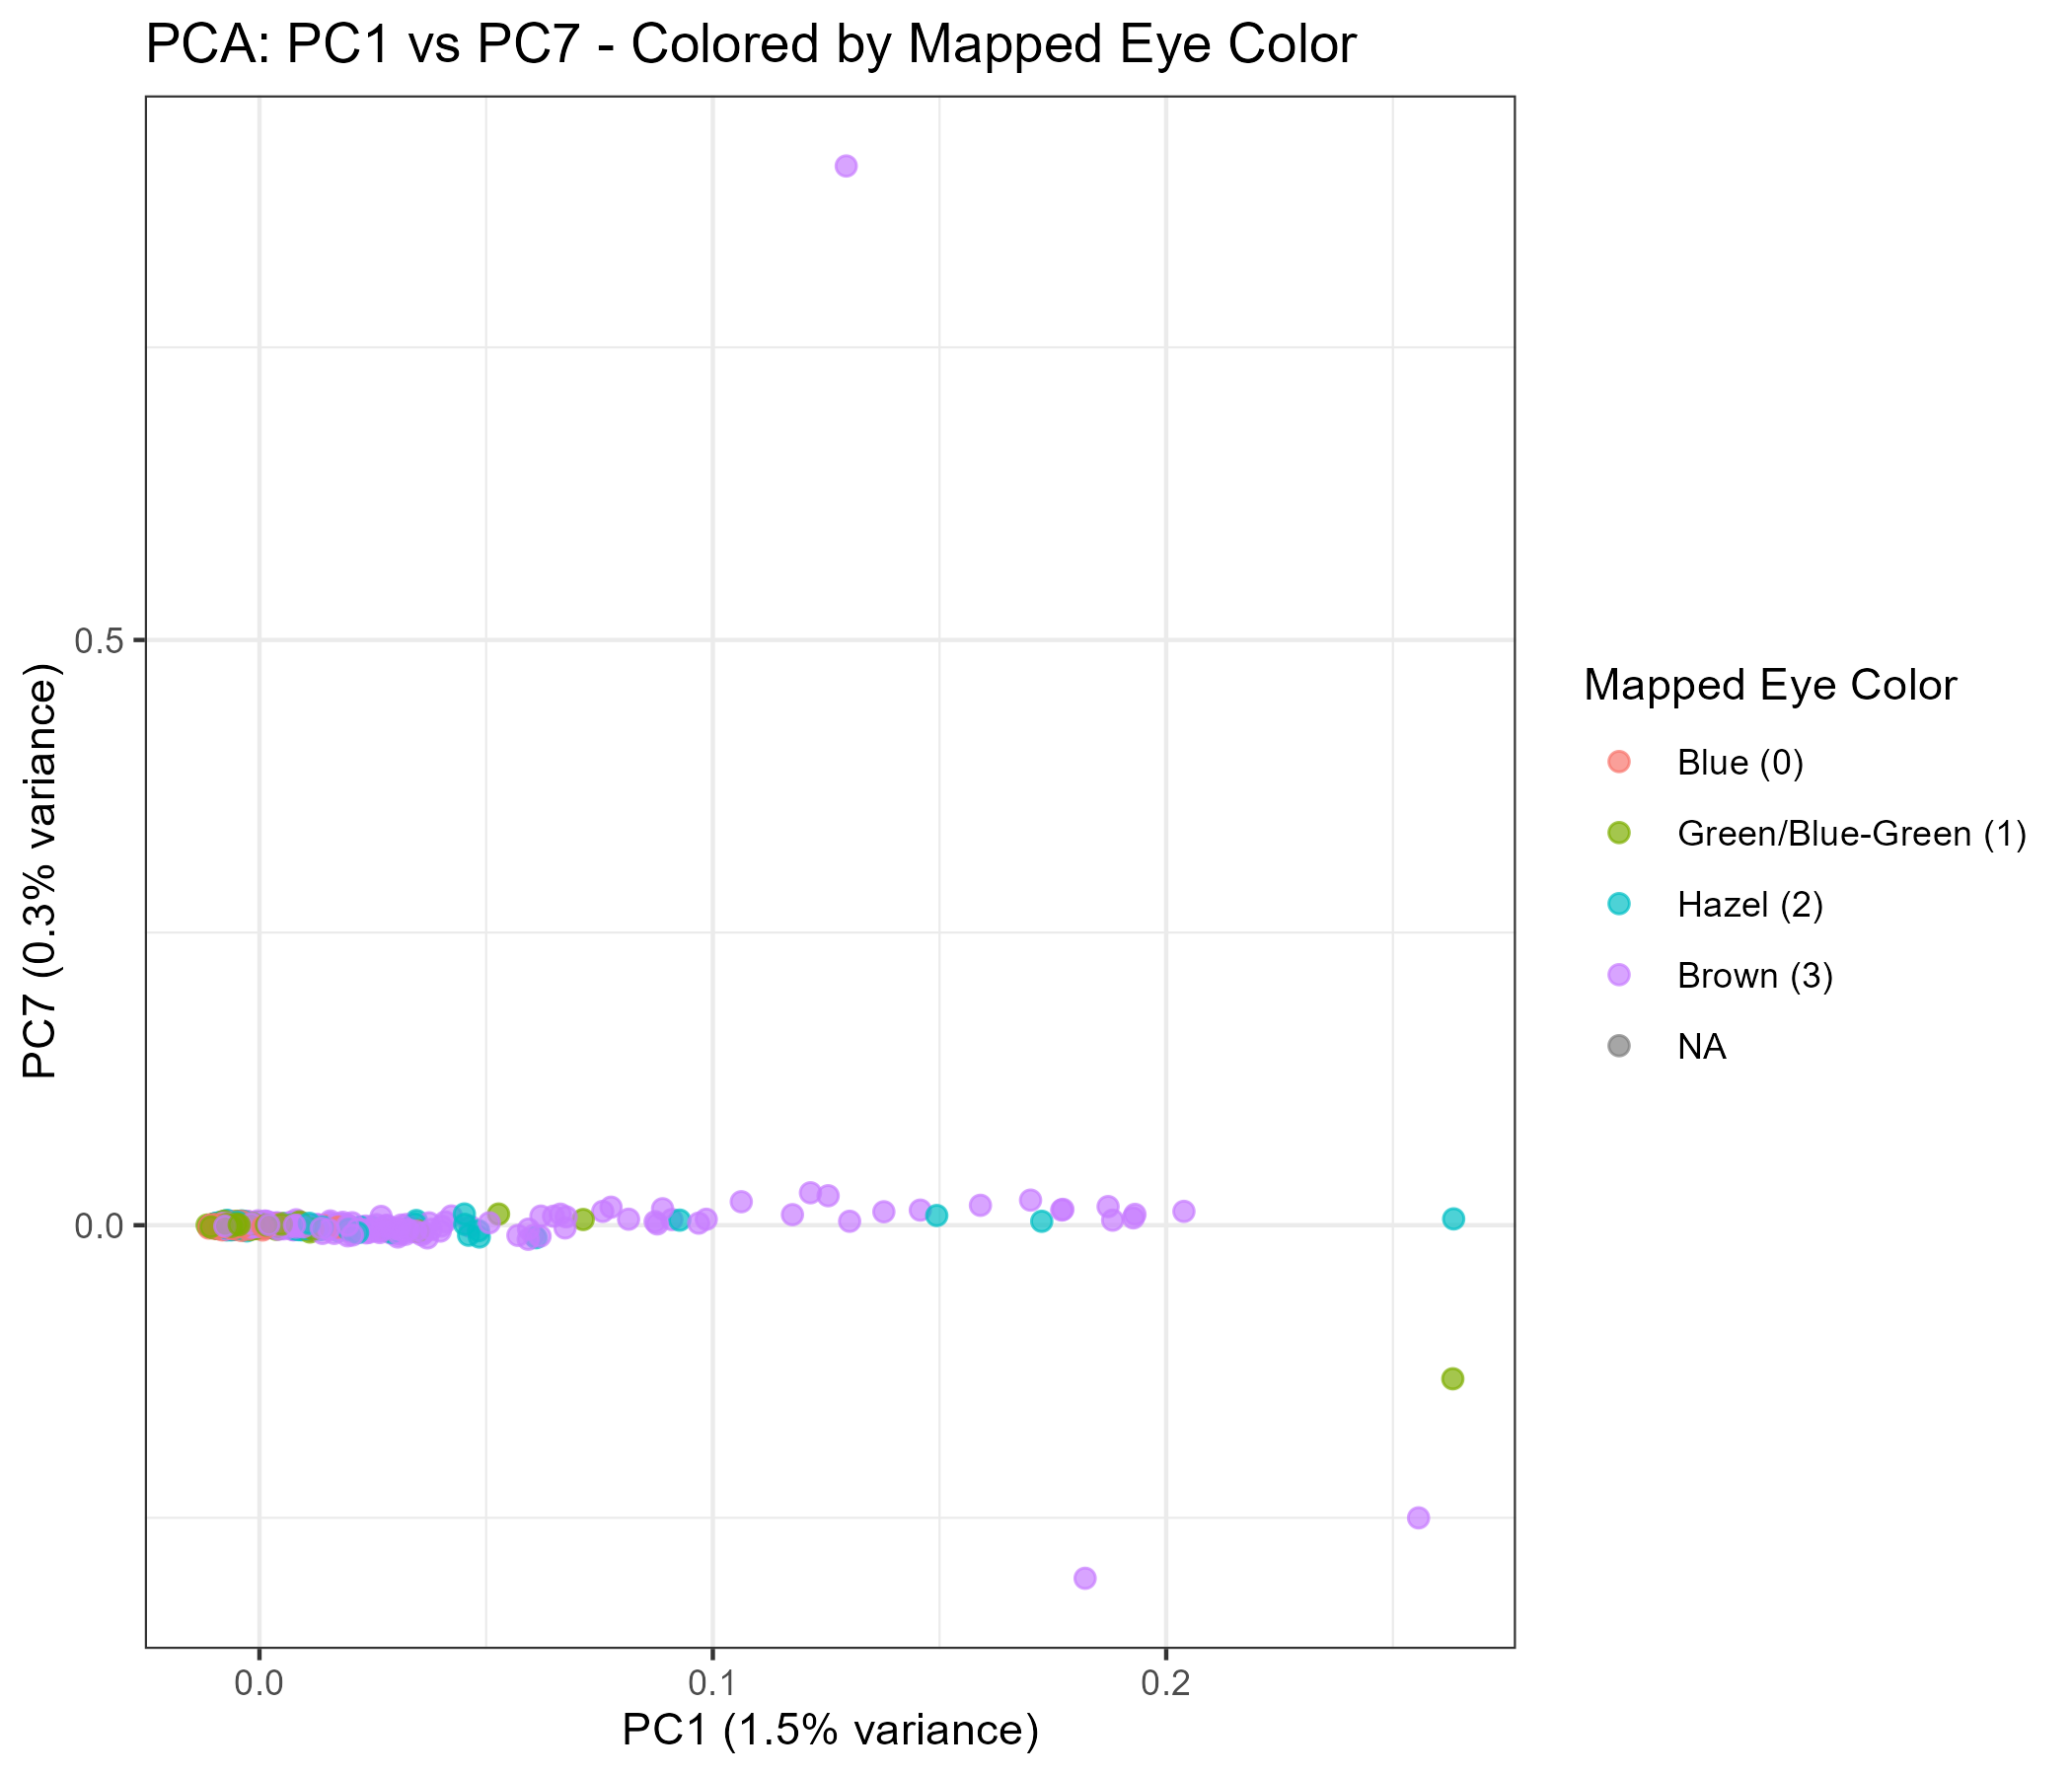 PCA: PC1 vs PC7 - Colored by Mapped Eye Color
PC7 (0.3% variance)
0.5
0.0
0.0
0.1
0.2
PC1 (1.5% variance)
Mapped Eye Color
Blue (0)
Green/Blue-Green (1)
Hazel (2)
Brown (3)
NA